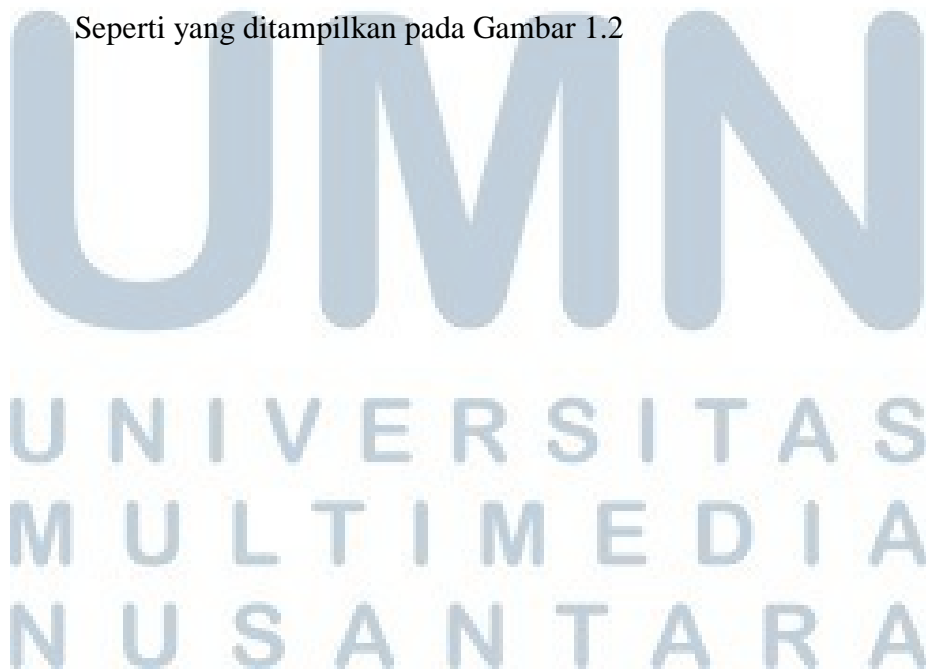 Seperti yang ditampilkan pada Gambar 1.2
UMN
UNIVERSITAS
MULTIMEDIA
NUSANTARA